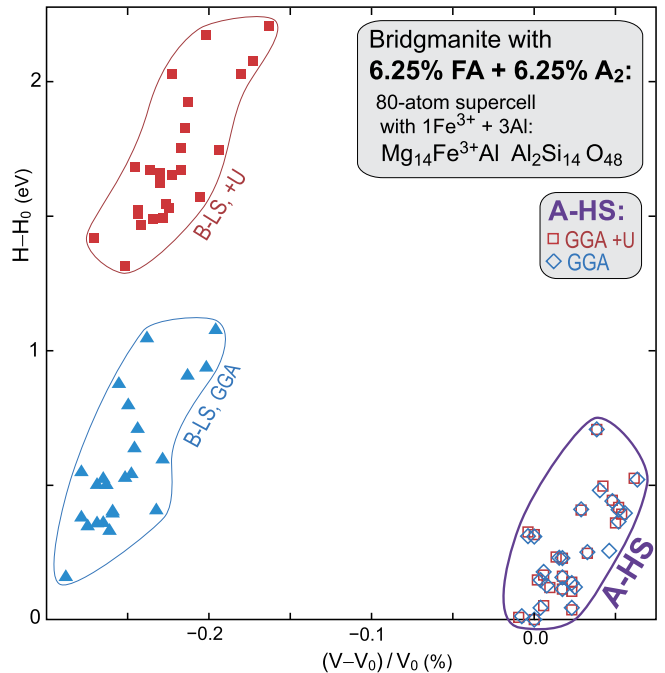 Bridgmanite with
6.25% FA + 6.25% A₂:
80-atom supercell
with 1Fe³⁺ + 3Al:
Mg₁₄Fe³⁺Al Al₂Si₁₄ O₄₈
A-HS:
GGA +U
GGA
B-LS, +U
B-LS, GGA
A-HS
H−H₀ (eV)
2
1
0
−0.2
−0.1
0.0
(V−V₀) / V₀ (%)